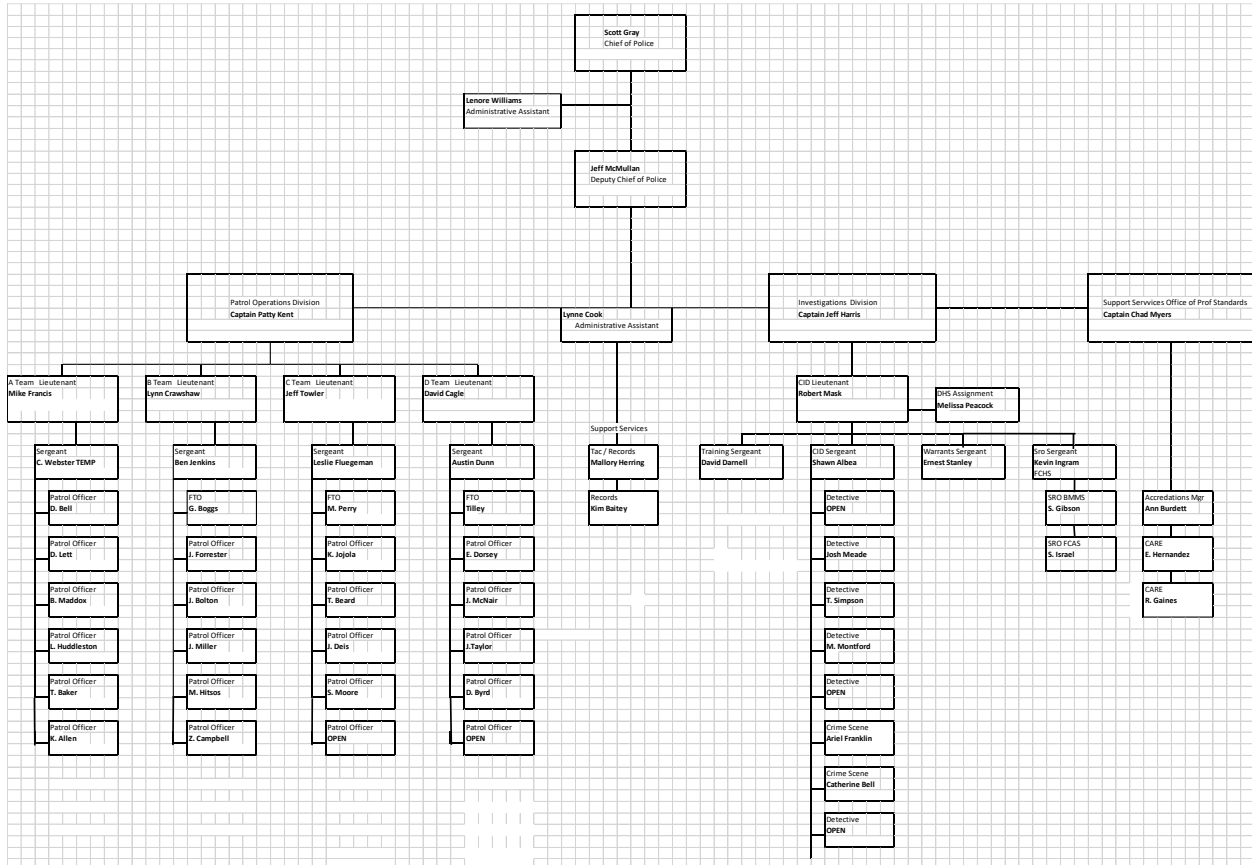 Scott Gray
Chief of Police
Lenore Williams
Administrative Assistant
Jeff McMullan
Deputy Chief of Police
Patrol Operations Division
Captain Patty Kent
Lynne Cook
Administrative Assistant
Investigations Division
Captain Jeff Harris
Support Servvices Office of Prof Standards
Captain Chad Myers
A Team Lieutenant
Mike Francis
B Team Lieutenant
Lynn Crawshaw
C Team Lieutenant
Jeff Towler
D Team Lieutenant
David Cagle
CID Lieutenant
Robert Mask
DHS Assignment
Melissa Peacock
Support Services
Sergeant
C. Webster TEMP
Sergeant
Ben Jenkins
Sergeant
Leslie Fluegeman
Sergeant
Austin Dunn
Tac / Records
Mallory Herring
Training Sergeant
David Darnell
CID Sergeant
Shawn Albea
Warrants Sergeant
Ernest Stanley
Sro Sergeant
Kevin Ingram
FCHS
Patrol Officer
D. Bell
FTO
G. Boggs
FTO
M. Perry
FTO
Tilley
Records
Kim Baitey
Detective
OPEN
SRO BMMS
S. Gibson
Accredations Mgr
Ann Burdett
Patrol Officer
D. Lett
Patrol Officer
J. Forrester
Patrol Officer
K. Jojola
Patrol Officer
E. Dorsey
Detective
Josh Meade
SRO FCAS
S. Israel
CARE
E. Hernandez
Patrol Officer
B. Maddox
Patrol Officer
J. Bolton
Patrol Officer
T. Beard
Patrol Officer
J. McNair
Detective
T. Simpson
CARE
R. Gaines
Patrol Officer
L. Huddleston
Patrol Officer
J. Miller
Patrol Officer
J. Deis
Patrol Officer
J.Taylor
Detective
M. Montford
Patrol Officer
T. Baker
Patrol Officer
M. Hitsos
Patrol Officer
S. Moore
Patrol Officer
D. Byrd
Detective
OPEN
Patrol Officer
K. Allen
Patrol Officer
Z. Campbell
Patrol Officer
OPEN
Patrol Officer
OPEN
Crime Scene
Ariel Franklin
Crime Scene
Catherine Bell
Detective
OPEN